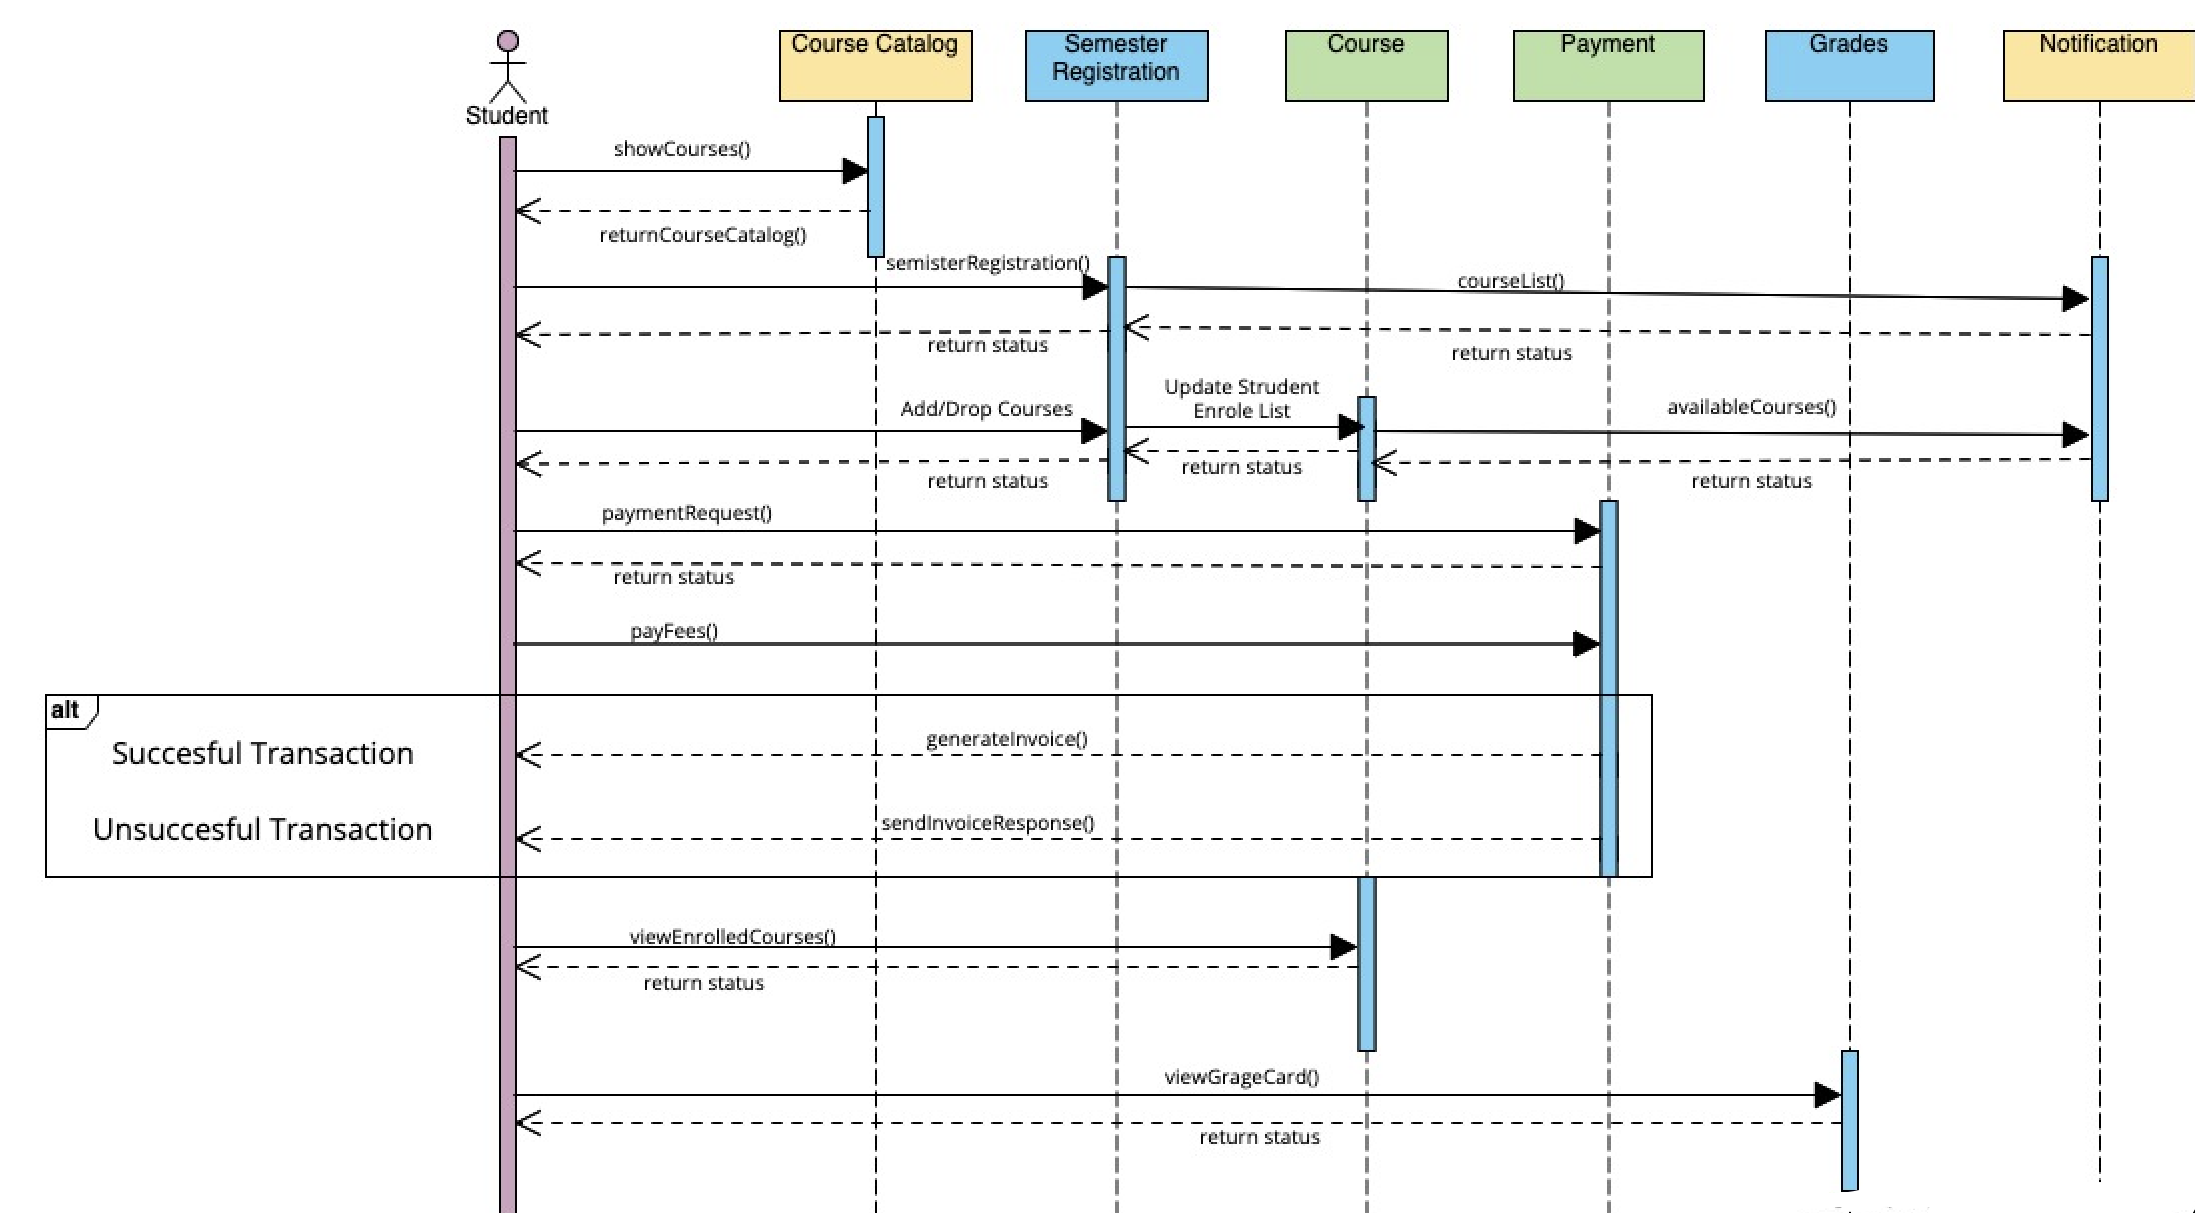 Course Catalog
Semester
Registration
Course
Payment
Grades
Notification
Student
showCourses()
returnCourseCatalog()
semisterRegistration()
courseList()
return status
return status
Update Strudent
Enrole List
Add/Drop Courses
availableCourses()
return status
return status
return status
paymentRequest()
return status
payFees()
alt
Succesful Transaction
generateInvoice()
Unsuccesful Transaction
sendInvoiceResponse()
viewEnrolledCourses()
return status
viewGrageCard()
return status